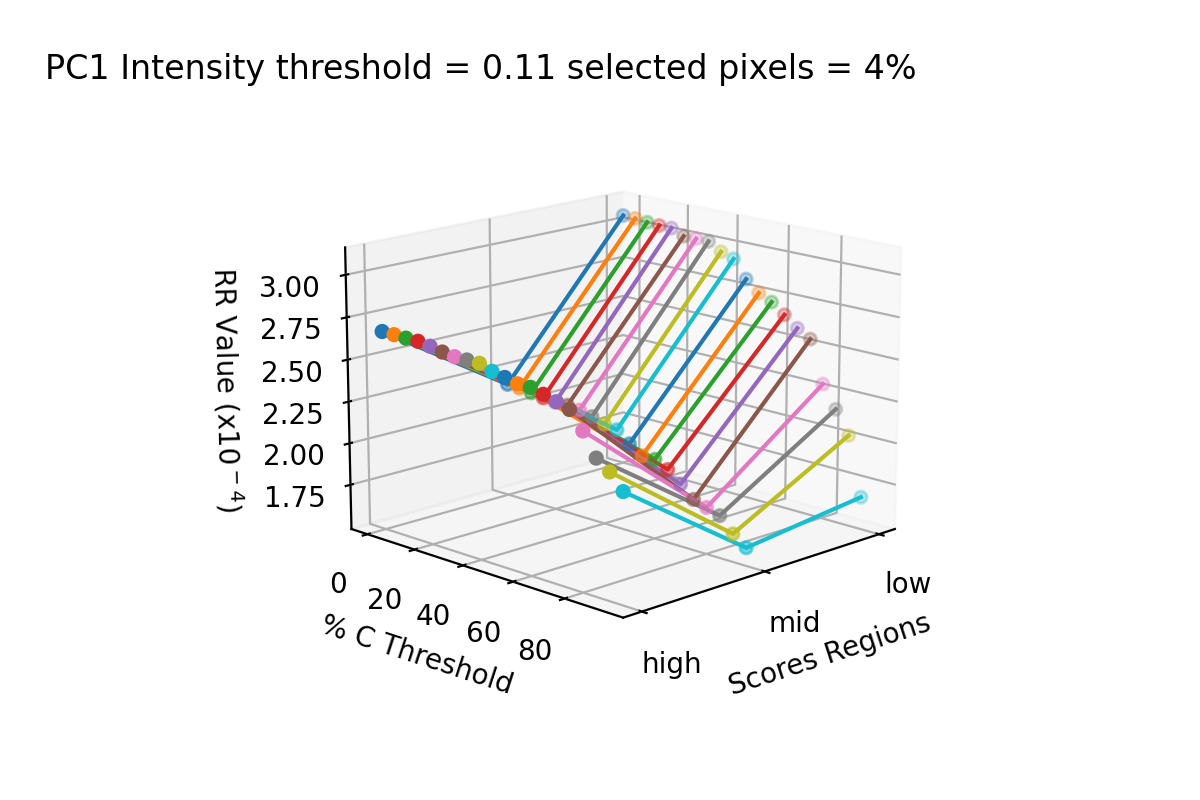 PC1 Intensity threshold = 0.11 selected pixels = 4%
RR Value (x10⁻⁴)
3.00
2.75
2.50
2.25
2.00
1.75
0
20
40
60
80
% C Threshold
high
mid
low
Scores Regions